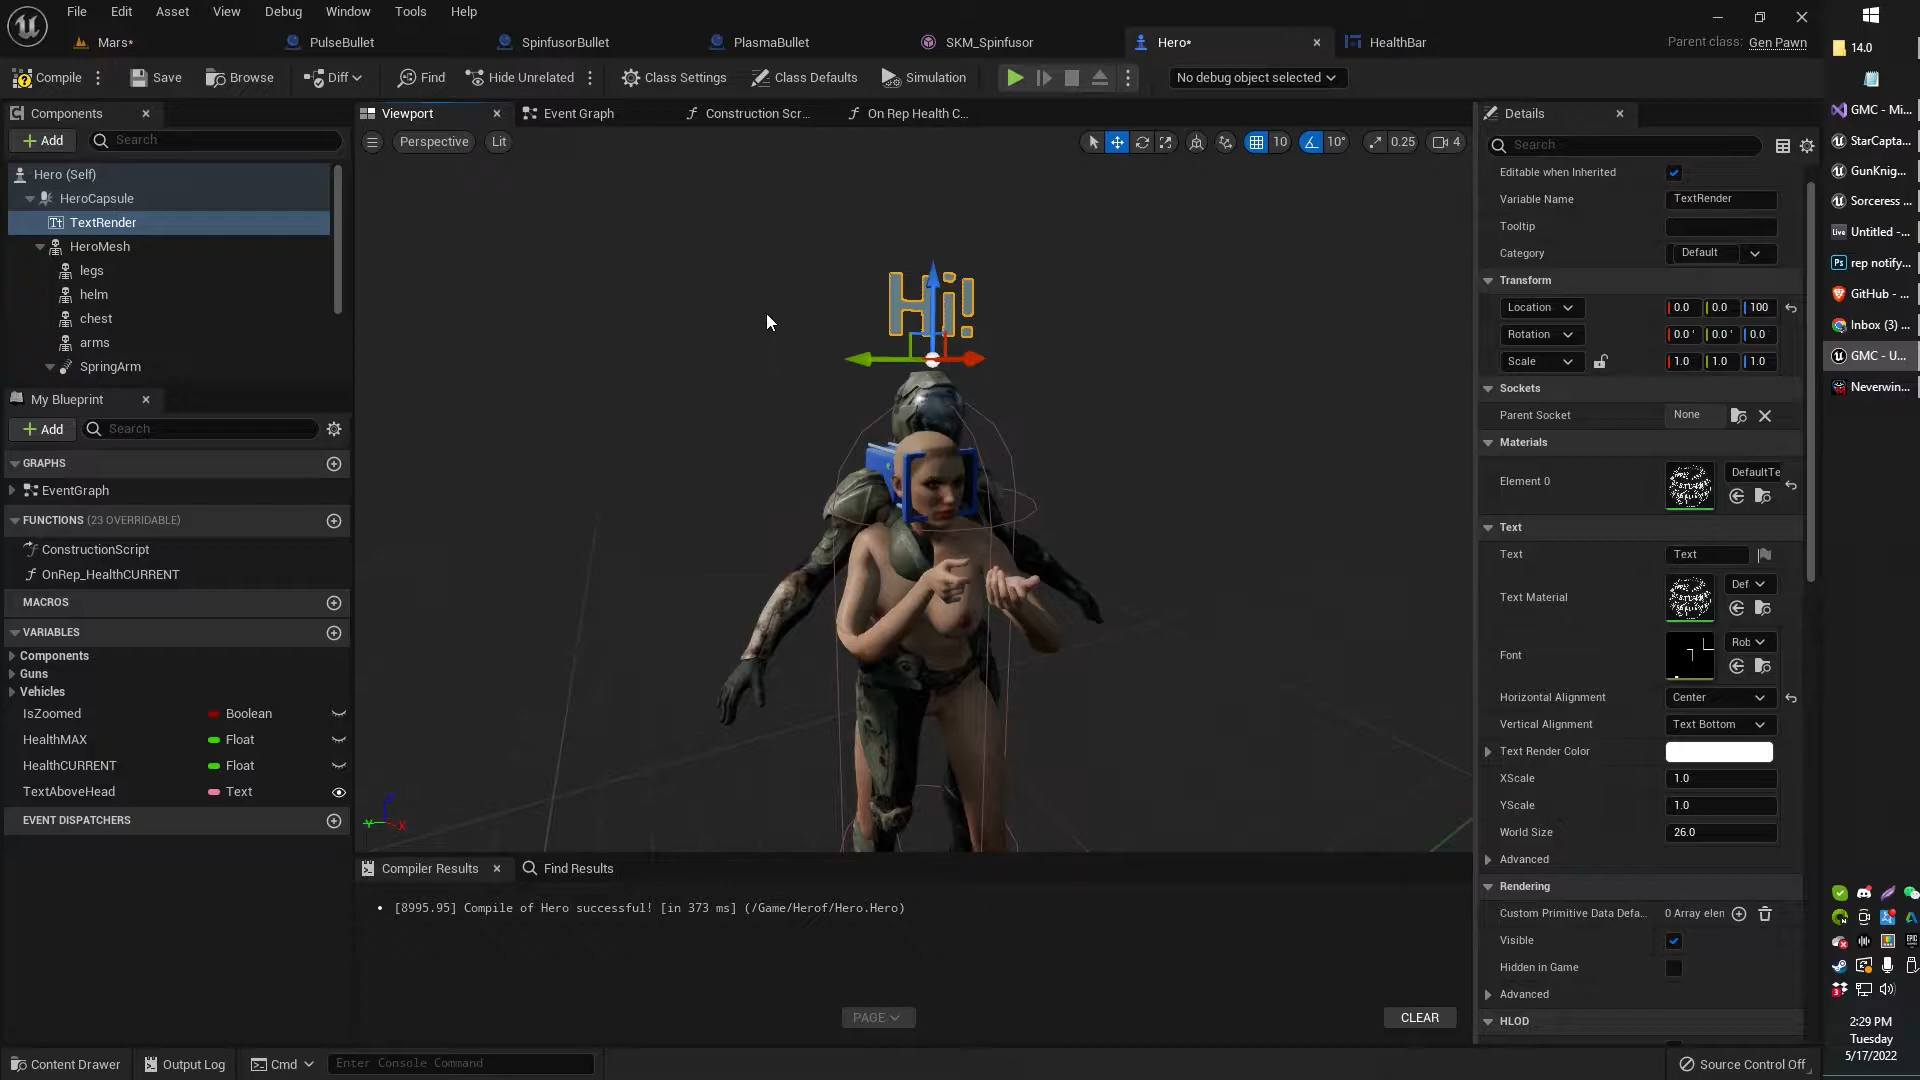 File Edit Asset View Debug Window Tools Help
Mars* PulseBullet SpinfusorBullet PlasmaBullet SKM_Spinfusor Hero* HealthBar Parent class: Gen Pawn
Compile Save Browse Diff Find Hide Unrelated Class Settings Class Defaults Simulation No debug object selected
Components Viewport Event Graph Construction Scr... On Rep Health C... Details
Add Search Perspective Lit 10 10° 0.25 4 Search
Hero (Self)
HeroCapsule
TextRender
HeroMesh
legs
helm
chest
arms
SpringArm
My Blueprint
Add Search
GRAPHS
EventGraph
FUNCTIONS (23 OVERRIDABLE)
ConstructionScript
OnRep_HealthCURRENT
MACROS
VARIABLES
Components
Guns
Vehicles
IsZoomed Boolean
HealthMAX Float
HealthCURRENT Float
TextAboveHead Text
EVENT DISPATCHERS
Hi!
Compiler Results Find Results
[8995.95] Compile of Hero successful! [in 373 ms] (/Game/Herof/Hero.Hero)
PAGE CLEAR
Editable when Inherited
Variable Name TextRender
Tooltip
Category Default
Transform
Location 0.0 0.0 100
Rotation 0.0° 0.0° 0.0
Scale 1.0 1.0 1.0
Sockets
Parent Socket None
Materials
Element 0 DefaultTe
Text
Text Text
Text Material Def
Font Rob
Horizontal Alignment Center
Vertical Alignment Text Bottom
Text Render Color
XScale 1.0
YScale 1.0
World Size 26.0
Advanced
Rendering
Custom Primitive Data Defa... 0 Array elen
Visible
Hidden in Game
Advanced
HLOD
Content Drawer Output Log Cmd Enter Console Command Source Control Off
14.0
GMC - Mi...
StarCapta...
GunKnig...
Sorceress ...
Live Untitled -...
Ps rep notify...
GitHub - ...
Inbox (3) ...
GMC - U...
Neverwin...
2:29 PM
Tuesday
5/17/2022